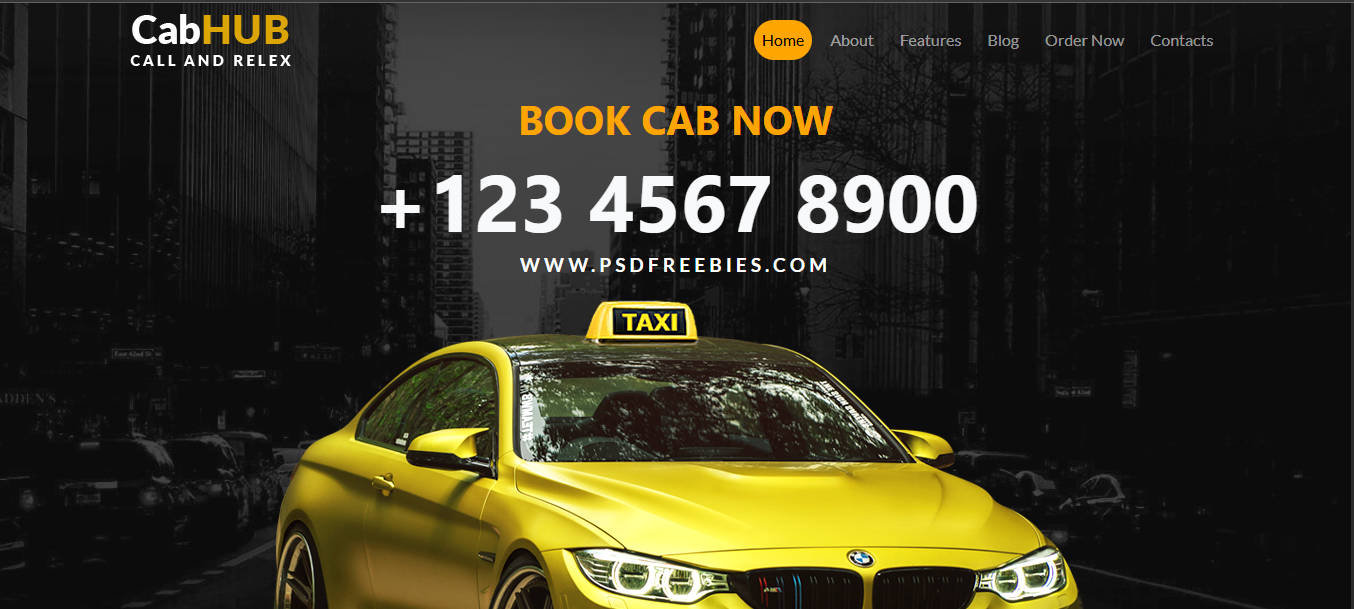 CabHUB
CALL AND RELEX
Home About Features Blog Order Now Contacts
BOOK CAB NOW
+123 4567 8900
WWW.PSDFREEBIES.COM
TAXI